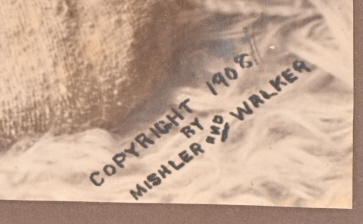 COPYRIGHT 1908
BY
MISHLER AND WALKER